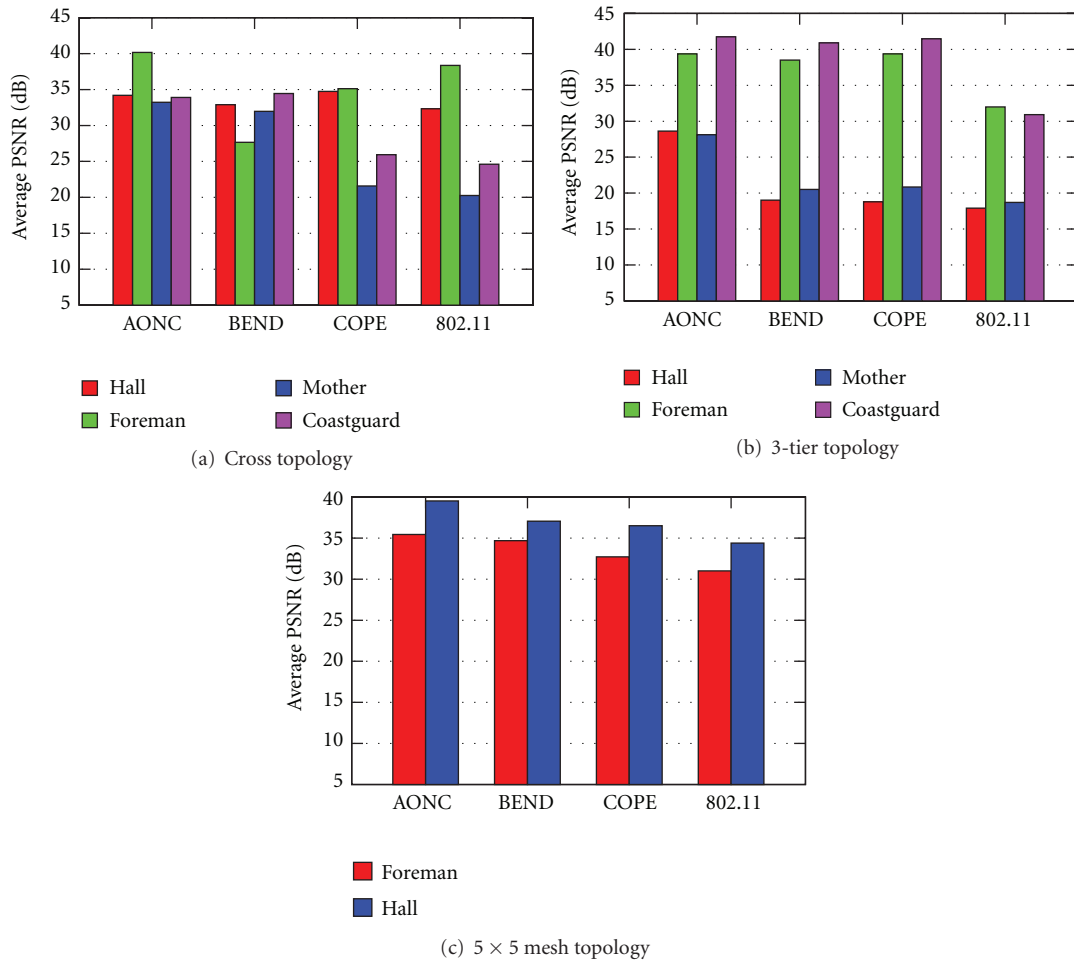 45
40
35
30
25
20
15
10
5
Average PSNR (dB)
AONC BEND COPE 802.11
Hall
Foreman
Mother
Coastguard
(a) Cross topology
45
40
35
30
25
20
15
10
5
Average PSNR (dB)
AONC BEND COPE 802.11
Hall
Foreman
Mother
Coastguard
(b) 3-tier topology
40
35
30
25
20
15
10
5
Average PSNR (dB)
AONC BEND COPE 802.11
Foreman
Hall
(c) 5 × 5 mesh topology